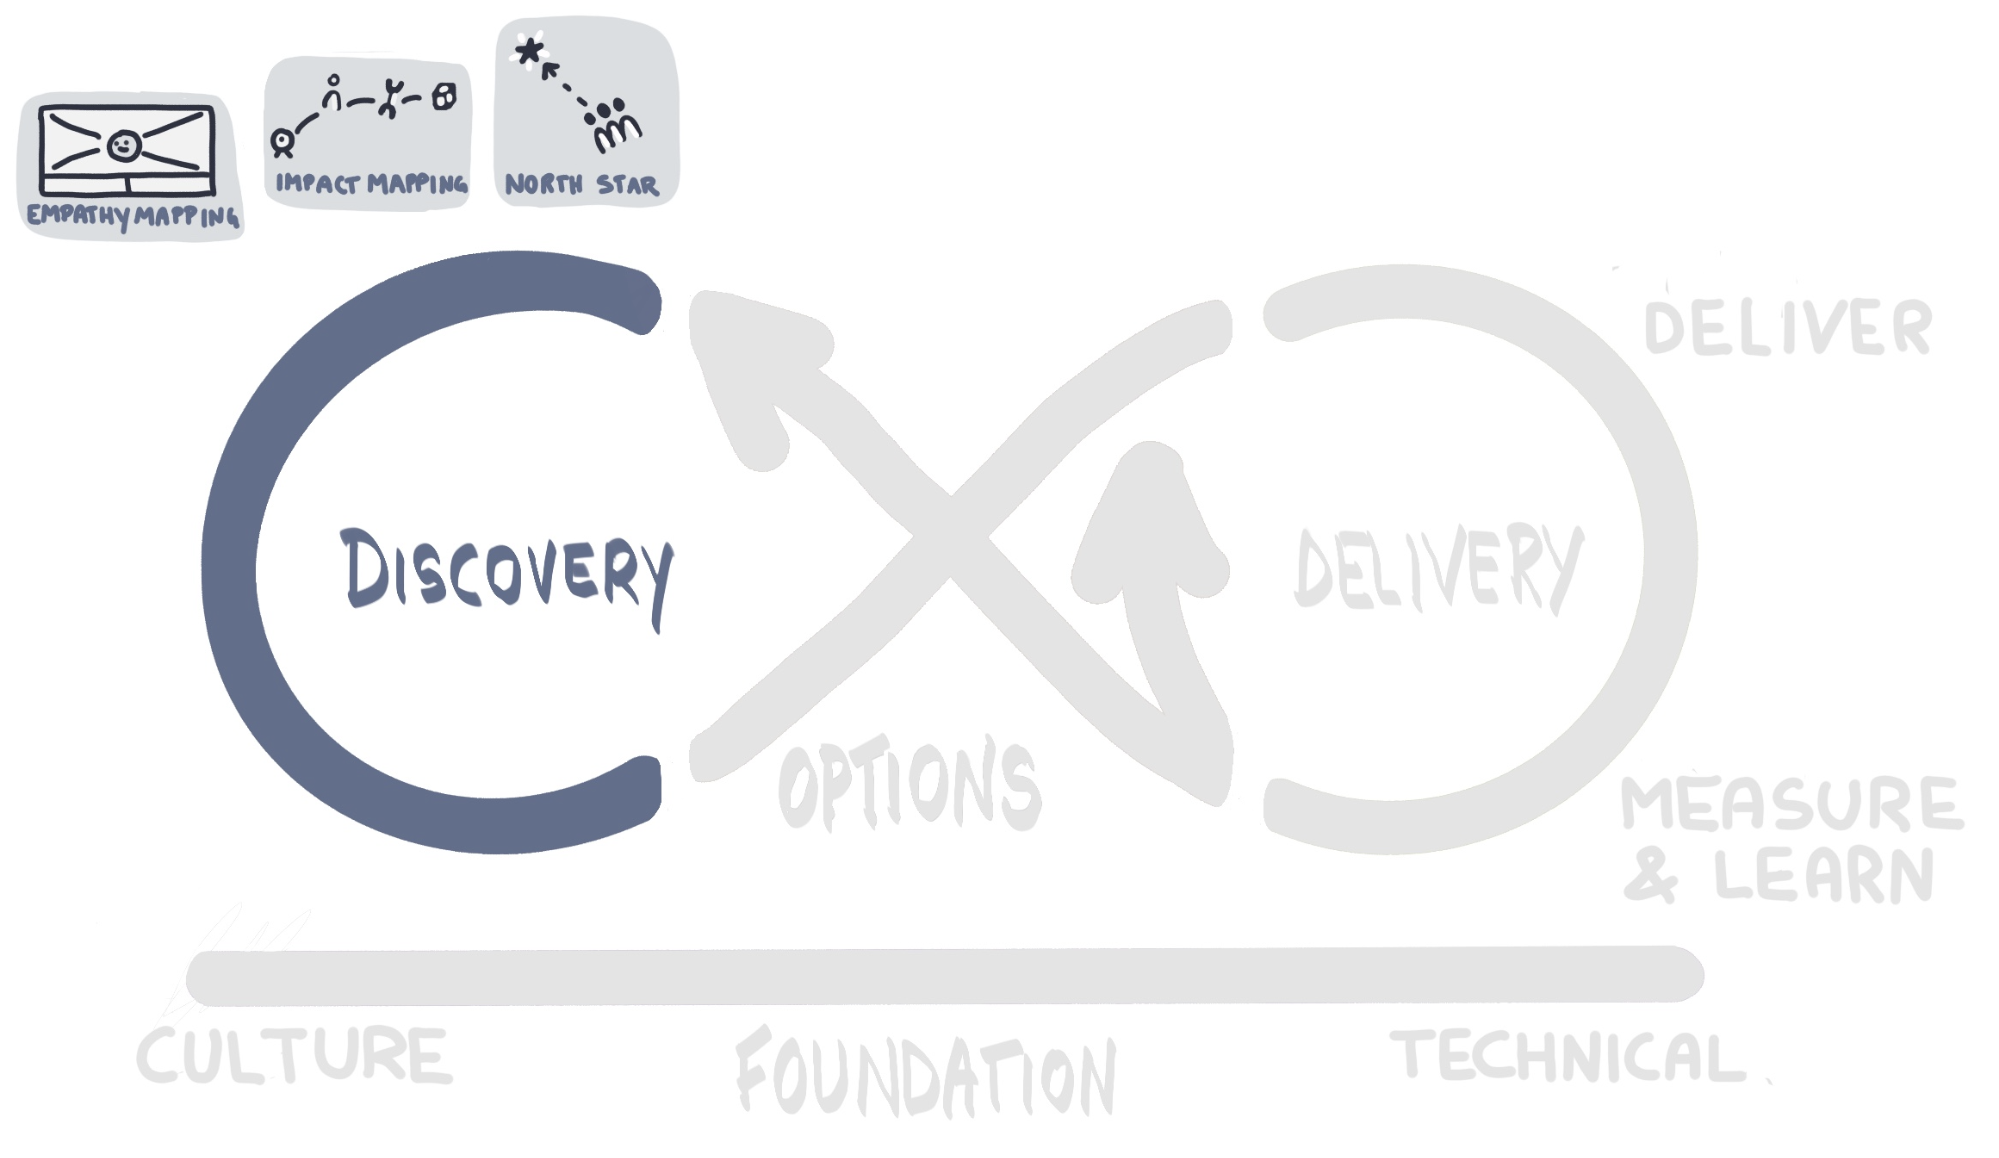 EMPATHY MAPPING
IMPACT MAPPING
NORTH STAR
DELIVER
DISCOVERY
DELIVERY
OPTIONS
MEASURE
& LEARN
CULTURE
FOUNDATION
TECHNICAL